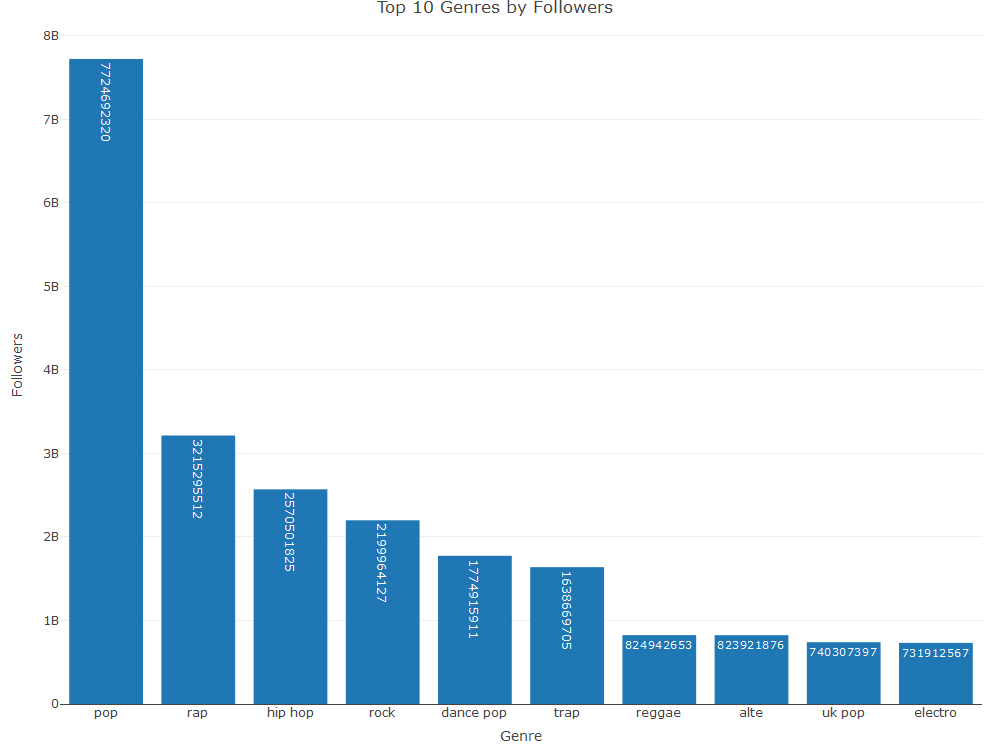 Top 10 Genres by Followers
8B
7B
6B
5B
4B
3B
2B
1B
0
Followers
7724692320
3215295512
2570501825
2199964127
1774915911
1638669705
824942653
823921876
740307397
731912567
pop
rap
hip hop
rock
dance pop
trap
reggae
alte
uk pop
electro
Genre